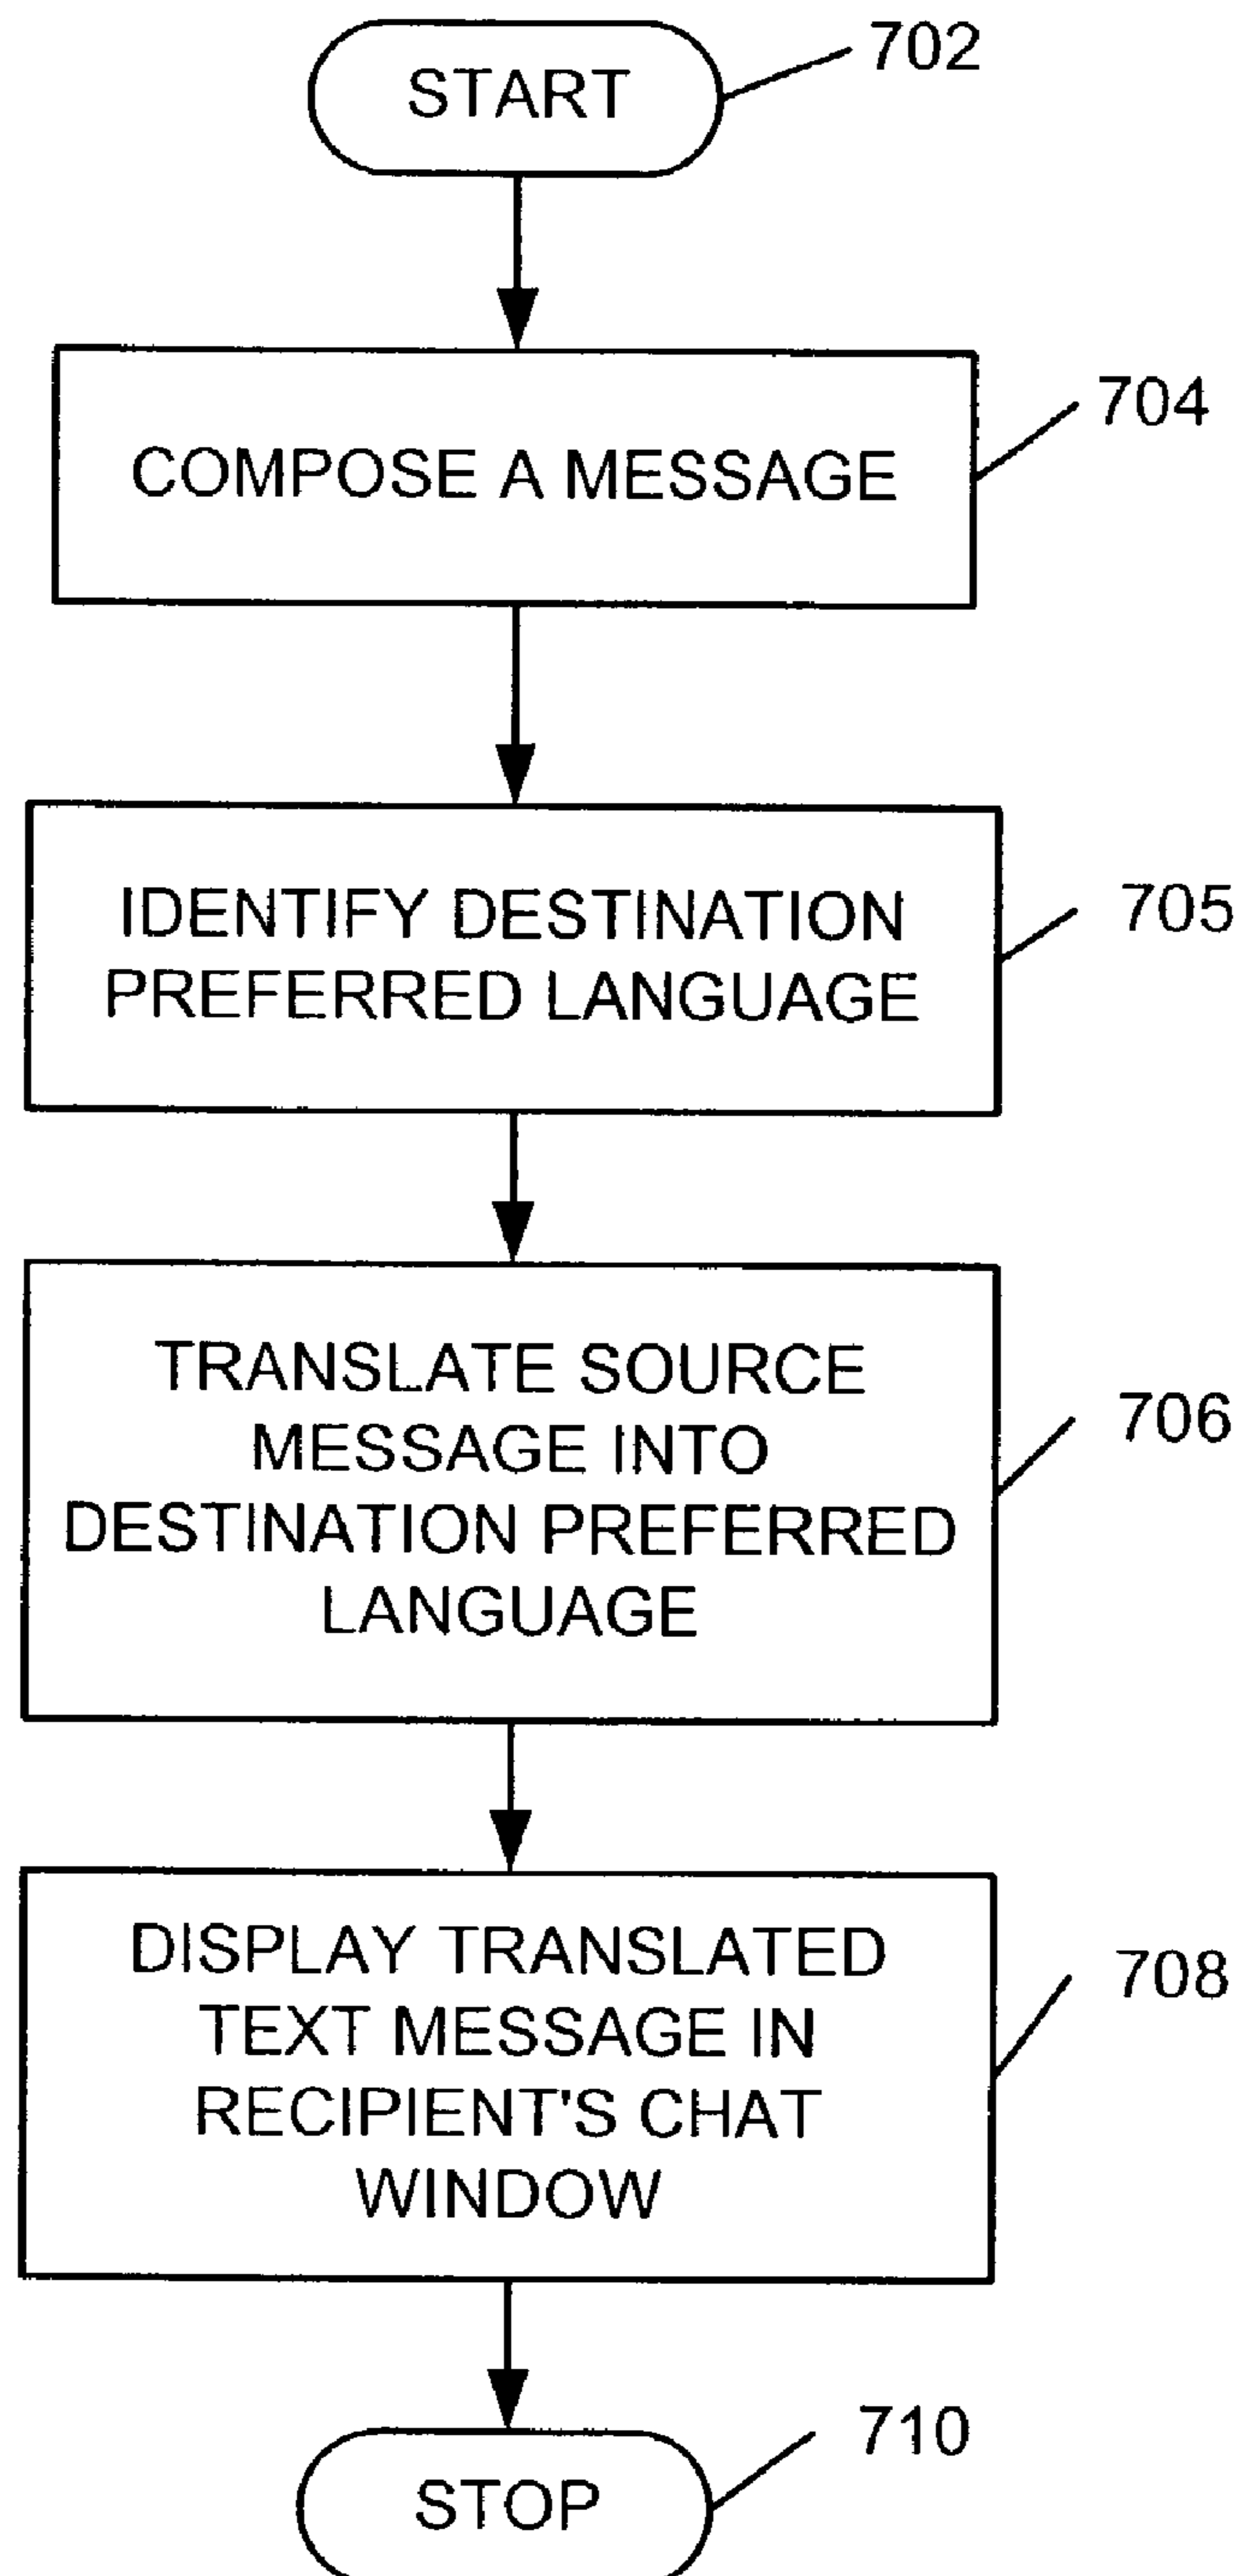 START
702
COMPOSE A MESSAGE
704
IDENTIFY DESTINATION
PREFERRED LANGUAGE
705
TRANSLATE SOURCE
MESSAGE INTO
DESTINATION PREFERRED
LANGUAGE
706
DISPLAY TRANSLATED
TEXT MESSAGE IN
RECIPIENT'S CHAT
WINDOW
708
STOP
710